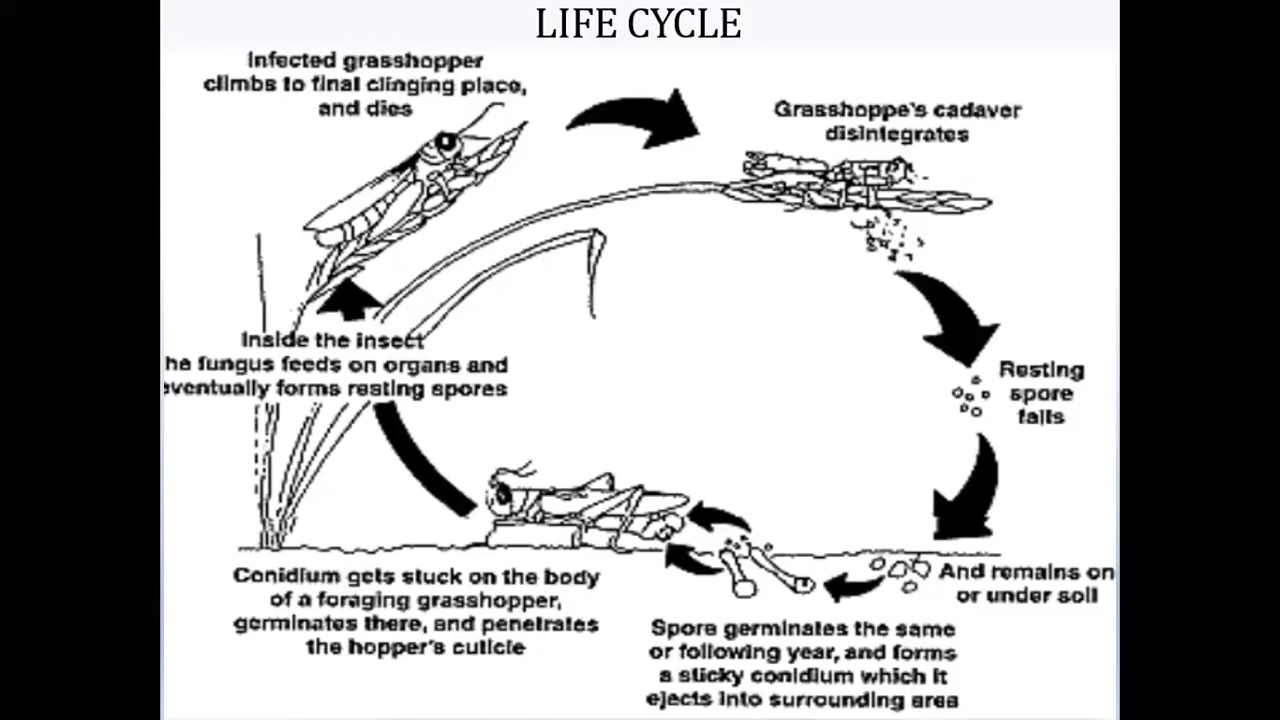 LIFE CYCLE
Infected grasshopper
climbs to final clinging place,
and dies
Grasshoppe's cadaver
disintegrates
Inside the insect
he fungus feeds on organs and
eventually forms resting spores
Resting
spore
falls
Conidium gets stuck on the body
of a foraging grasshopper,
germinates there, and penetrates
the hopper's cuticle
And remains on
or under soil
Spore germinates the same
or following year, and forms
a sticky conidium which it
ejects into surrounding area